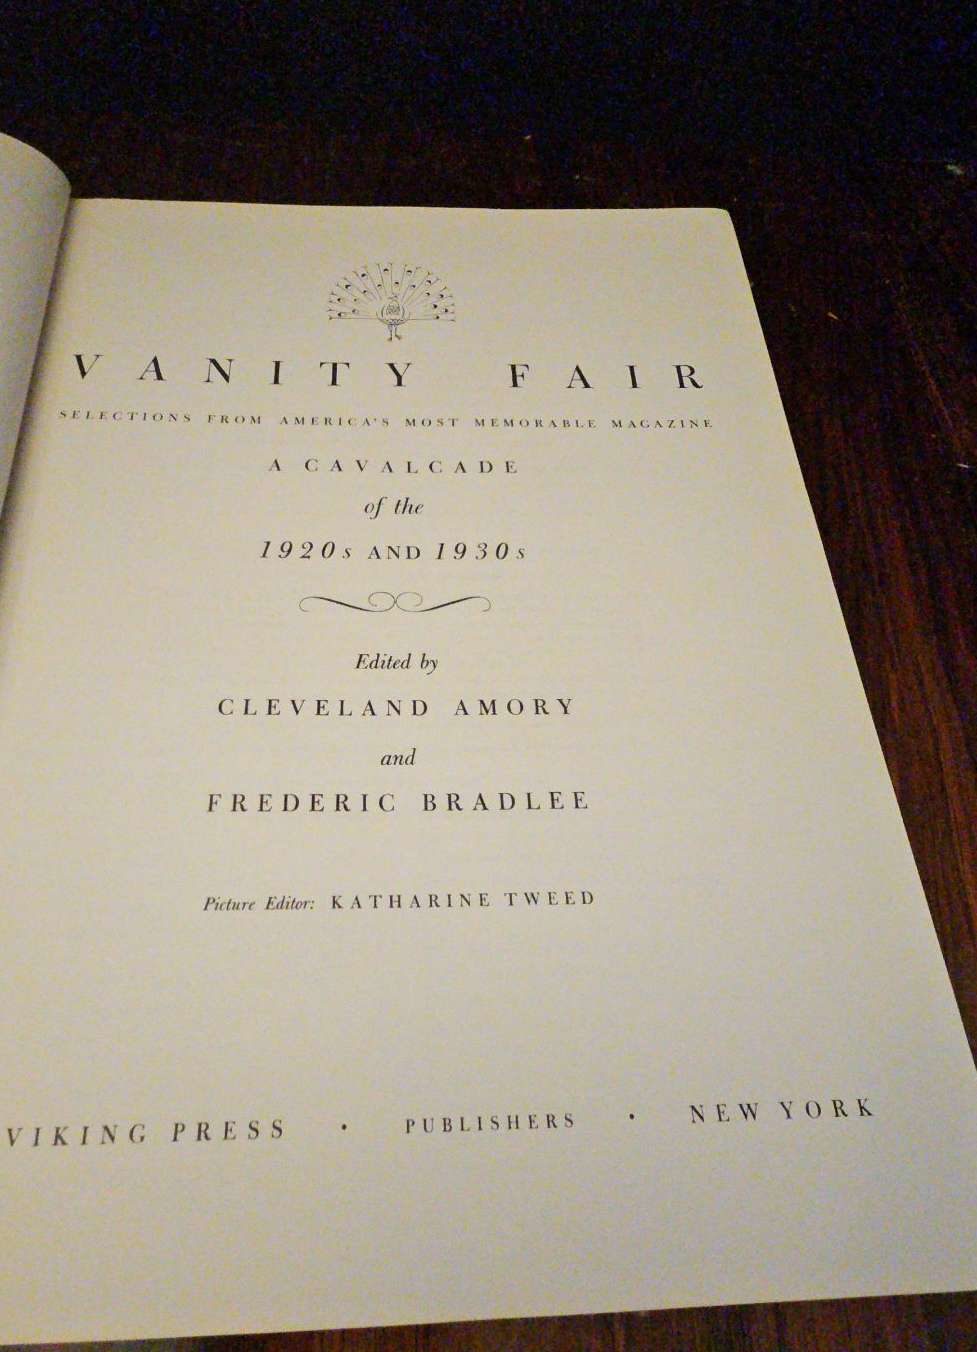 VANITY FAIR
SELECTIONS FROM AMERICA'S MOST MEMORABLE MAGAZINE
A CAVALCADE
of the
1920s AND 1930s
Edited by
CLEVELAND AMORY
and
FREDERIC BRADLEE
Picture Editor: KATHARINE TWEED
VIKING PRESS · PUBLISHERS · NEW YORK